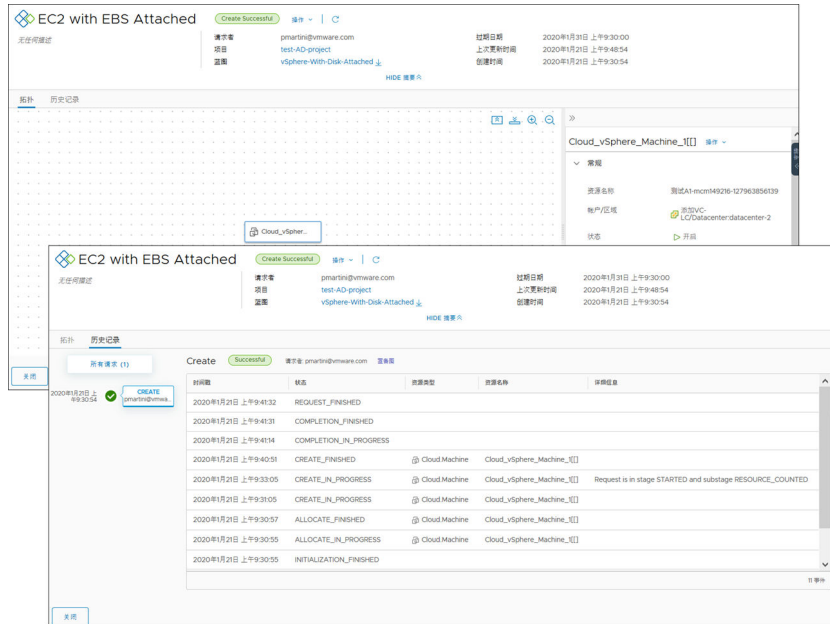 EC2 with EBS Attached Create Successful 操作
无任何描述
请求者 pmartini@vmware.com 过期日期 2020年1月31日 上午9:30:00
项目 test-AD-project 上次更新时间 2020年1月21日 上午9:48:54
蓝图 vSphere-With-Disk-Attached 创建时间 2020年1月21日 上午9:30:54
HIDE 摘要
拓扑 历史记录
Cloud_vSphere_Machine_1[[] 操作
常规
资源名称 测试A1-mcm149216-127963856139
帐户/区域 添加VC-
LC/Datacenter:datacenter-2
状态 开启
Cloud_vSpher...
关闭
EC2 with EBS Attached Create Successful 操作
无任何描述
请求者 pmartini@vmware.com 过期日期 2020年1月31日 上午9:30:00
项目 test-AD-project 上次更新时间 2020年1月21日 上午9:48:54
蓝图 vSphere-With-Disk-Attached 创建时间 2020年1月21日 上午9:30:54
HIDE 摘要
拓扑 历史记录
所有请求 (1)
2020年1月21日 上
午9:30:54
CREATE
pmartini@vmwa...
Create Successful 请求者: pmartini@vmware.com
时间戳 状态 资源类型 资源名称 详细信息
2020年1月21日 上午9:41:32 REQUEST_FINISHED
2020年1月21日 上午9:41:31 COMPLETION_FINISHED
2020年1月21日 上午9:41:14 COMPLETION_IN_PROGRESS
2020年1月21日 上午9:40:51 CREATE_FINISHED Cloud.Machine Cloud_vSphere_Machine_1[[]
2020年1月21日 上午9:33:05 CREATE_IN_PROGRESS Cloud.Machine Cloud_vSphere_Machine_1[[] Request is in stage STARTED and substage RESOURCE_COUNTED
2020年1月21日 上午9:31:05 CREATE_IN_PROGRESS Cloud.Machine Cloud_vSphere_Machine_1[[]
2020年1月21日 上午9:30:57 ALLOCATE_FINISHED Cloud.Machine Cloud_vSphere_Machine_1[[]
2020年1月21日 上午9:30:55 ALLOCATE_IN_PROGRESS Cloud.Machine Cloud_vSphere_Machine_1[[]
2020年1月21日 上午9:30:55 INITIALIZATION_FINISHED
11 事件
关闭